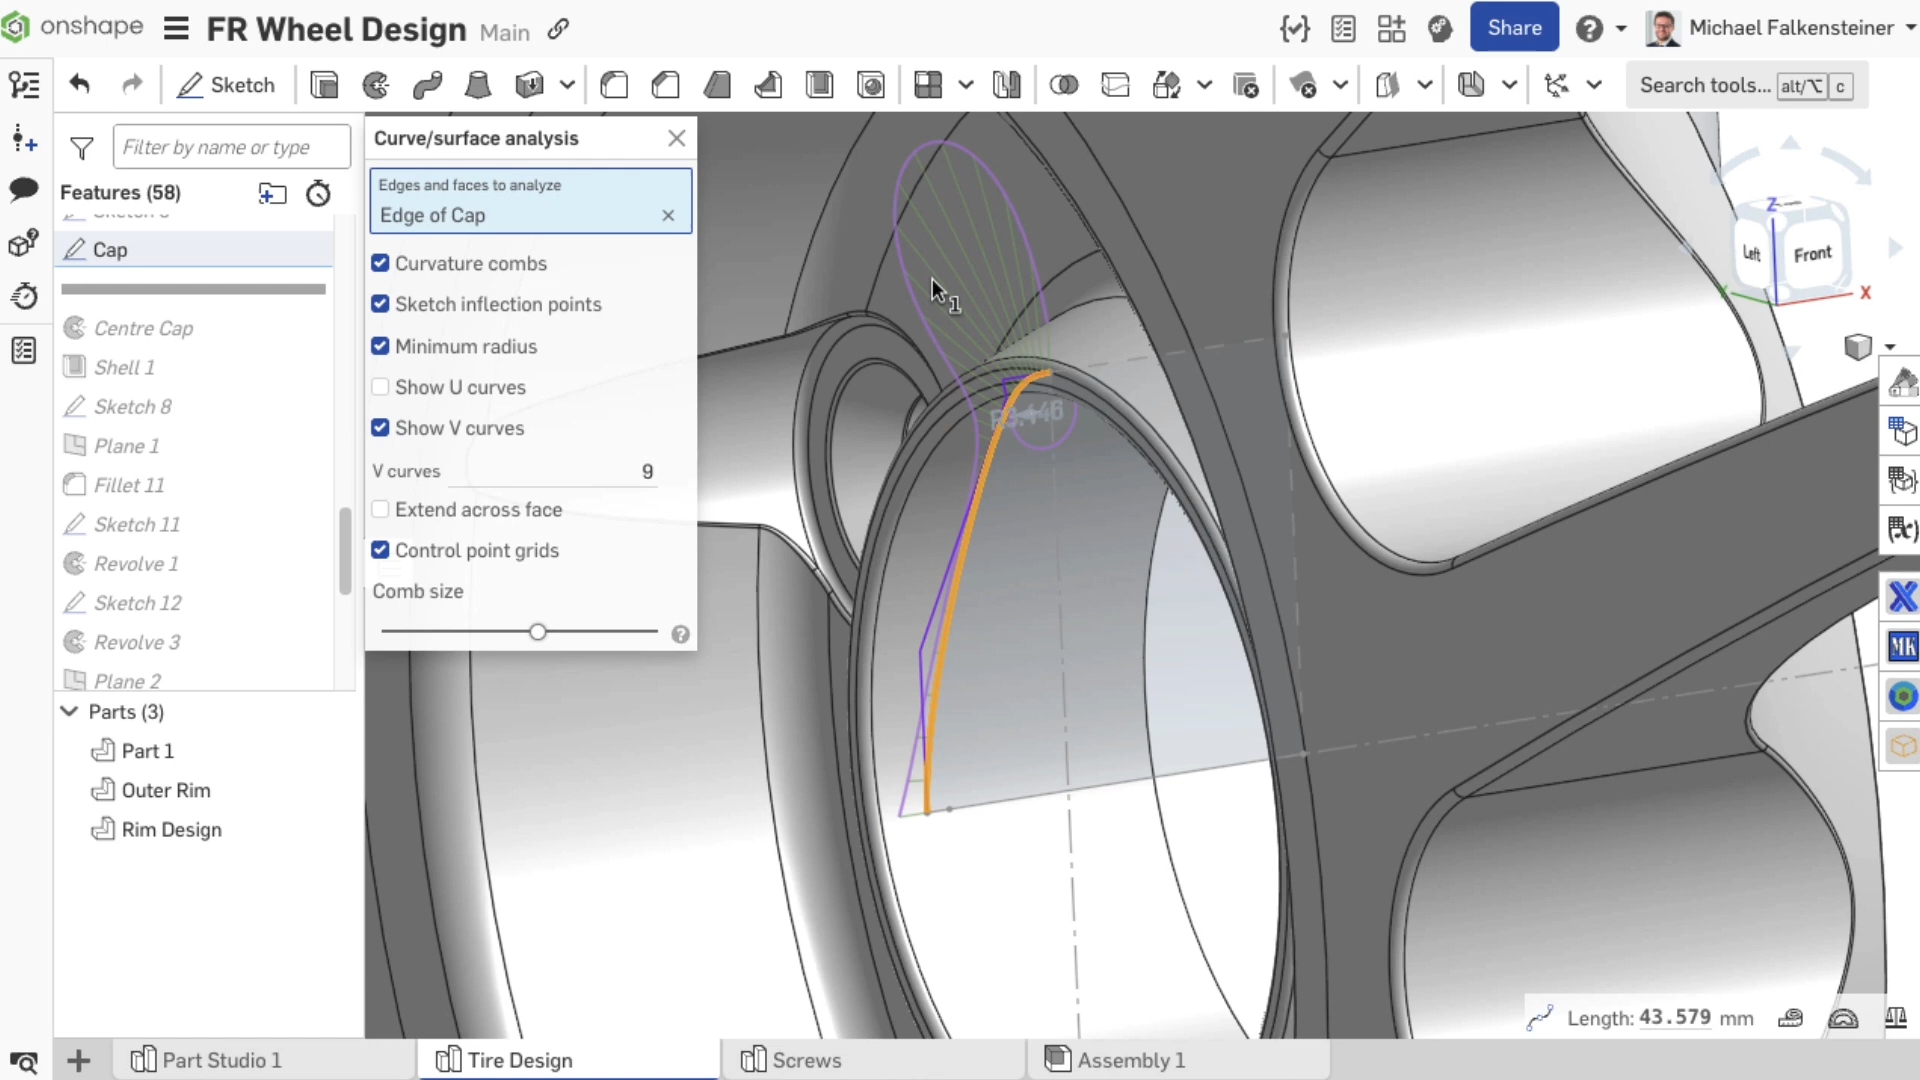 onshape
FR Wheel Design Main
Share
Michael Falkensteiner
Sketch
Search tools... alt/⌥ c
Filter by name or type
Features (58)
Cap
Centre Cap
Shell 1
Sketch 8
Plane 1
Fillet 11
Sketch 11
Revolve 1
Sketch 12
Revolve 3
Plane 2
Parts (3)
Part 1
Outer Rim
Rim Design
Curve/surface analysis
Edges and faces to analyze
Edge of Cap
Curvature combs
Sketch inflection points
Minimum radius
Show U curves
Show V curves
V curves 9
Extend across face
Control point grids
Comb size
1
R3.446
Z
Left
Front
X
MK
Length: 43.579 mm
Part Studio 1
Tire Design
Screws
Assembly 1